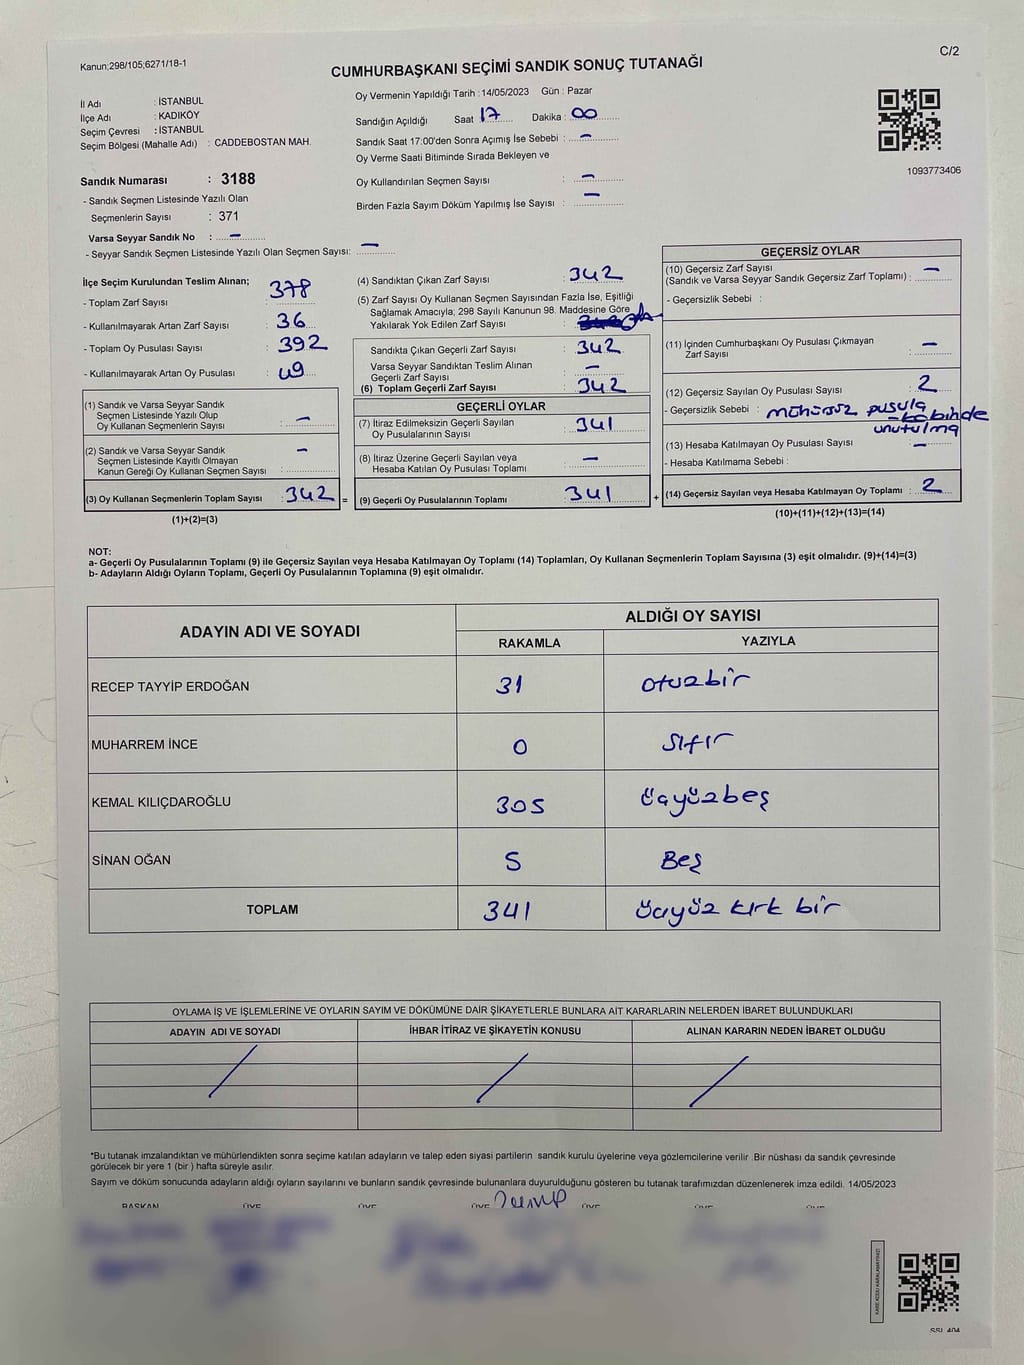 Kanun;298/105;6271/18-1
C/2
CUMHURBAŞKANI SEÇİMİ SANDIK SONUÇ TUTANAĞI
İl Adı : İSTANBUL
İlçe Adı : KADIKÖY
Seçim Çevresi : İSTANBUL
Seçim Bölgesi (Mahalle Adı) : CADDEBOSTAN MAH.
Oy Vermenin Yapıldığı Tarih : 14/05/2023 Gün : Pazar
Sandığın Açıldığı Saat 17 Dakika : 00
Sandık Saat 17:00'den Sonra Açımış İse Sebebi : –
Oy Verme Saati Bitiminde Sırada Bekleyen ve
Oy Kullandırılan Seçmen Sayısı : –
Birden Fazla Sayım Döküm Yapılmış İse Sayısı : –
1093773406
Sandık Numarası : 3188
- Sandık Seçmen Listesinde Yazılı Olan
Seçmenlerin Sayısı : 371
Varsa Seyyar Sandık No : –
- Seyyar Sandık Seçmen Listesinde Yazılı Olan Seçmen Sayısı: –
İlçe Seçim Kurulundan Teslim Alınan;
- Toplam Zarf Sayısı : 378
- Kullanılmayarak Artan Zarf Sayısı : 36
- Toplam Oy Pusulası Sayısı : 392
- Kullanılmayarak Artan Oy Pusulası : 49
(1) Sandık ve Varsa Seyyar Sandık
Seçmen Listesinde Yazılı Olup
Oy Kullanan Seçmenlerin Sayısı : –
(2) Sandık ve Varsa Seyyar Sandık
Seçmen Listesinde Kayıtlı Olmayan
Kanun Gereği Oy Kullanan Seçmen Sayısı : –
(3) Oy Kullanan Seçmenlerin Toplam Sayısı : 342 =
(1)+(2)=(3)
(4) Sandıktan Çıkan Zarf Sayısı : 342
(5) Zarf Sayısı Oy Kullanan Seçmen Sayısından Fazla İse, Eşitliği
Sağlamak Amacıyla; 298 Sayılı Kanunun 98. Maddesine Göre
Yakılarak Yok Edilen Zarf Sayısı :
Sandıkta Çıkan Geçerli Zarf Sayısı : 342
Varsa Seyyar Sandıktan Teslim Alınan
Geçerli Zarf Sayısı : –
(6) Toplam Geçerli Zarf Sayısı : 342
GEÇERLİ OYLAR
(7) İtiraz Edilmeksizin Geçerli Sayılan
Oy Pusulalarının Sayısı : 341
(8) İtiraz Üzerine Geçerli Sayılan veya
Hesaba Katılan Oy Pusulası Toplamı : –
(9) Geçerli Oy Pusulalarının Toplamı : 341 +
GEÇERSİZ OYLAR
(10) Geçersiz Zarf Sayısı
(Sandık ve Varsa Seyyar Sandık Geçersiz Zarf Toplamı) : –
- Geçersizlik Sebebi :
(11) İçinden Cumhurbaşkanı Oy Pusulası Çıkmayan
Zarf Sayısı : –
(12) Geçersiz Sayılan Oy Pusulası Sayısı : 2
- Geçersizlik Sebebi : mühürsüz pusula
- kabinde
unutulma
(13) Hesaba Katılmayan Oy Pusulası Sayısı : –
- Hesaba Katılmama Sebebi :
(14) Geçersiz Sayılan veya Hesaba Katılmayan Oy Toplamı : 2
(10)+(11)+(12)+(13)=(14)
NOT:
a- Geçerli Oy Pusulalarının Toplamı (9) ile Geçersiz Sayılan veya Hesaba Katılmayan Oy Toplamı (14) Toplamları, Oy Kullanan Seçmenlerin Toplam Sayısına (3) eşit olmalıdır. (9)+(14)=(3)
b- Adayların Aldığı Oyların Toplamı, Geçerli Oy Pusulalarının Toplamına (9) eşit olmalıdır.
ADAYIN ADI VE SOYADI
ALDIĞI OY SAYISI
RAKAMLA YAZIYLA
RECEP TAYYİP ERDOĞAN 31 otuzbir
MUHARREM İNCE 0 sıfır
KEMAL KILIÇDAROĞLU 305 üçyüzbeş
SİNAN OĞAN 5 Beş
TOPLAM 341 üçyüz kırk bir
OYLAMA İŞ VE İŞLEMLERİNE VE OYLARIN SAYIM VE DÖKÜMÜNE DAİR ŞİKAYETLERLE BUNLARA AİT KARARLARIN NELERDEN İBARET BULUNDUKLARI
ADAYIN ADI VE SOYADI İHBAR İTİRAZ VE ŞİKAYETİN KONUSU ALINAN KARARIN NEDEN İBARET OLDUĞU
*Bu tutanak imzalandıktan ve mühürlendikten sonra seçime katılan adayların ve talep eden siyasi partilerin sandık kurulu üyelerine veya gözlemcilerine verilir .Bir nüshası da sandık çevresinde
görülecek bir yere 1 (bir ) hafta süreyle asılır.
Sayım ve döküm sonucunda adayların aldığı oyların sayılarını ve bunların sandık çevresinde bulunanlara duyurulduğunu gösteren bu tutanak tarafımızdan düzenlenerek imza edildi. 14/05/2023
BAŞKAN ÜYE ÜYE ÜYE ÜYE ÜYE ÜYE